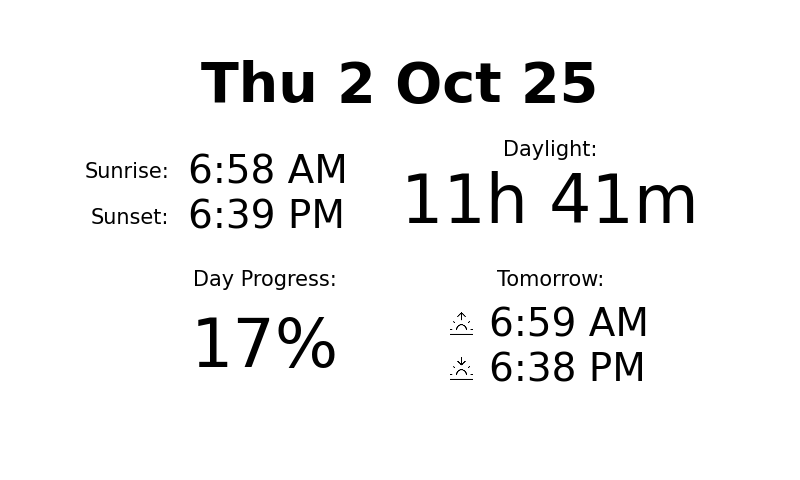 Thu 2 Oct 25
Sunrise: 6:58 AM
Sunset: 6:39 PM
Daylight:
11h 41m
Day Progress:
17%
Tomorrow:
6:59 AM
6:38 PM